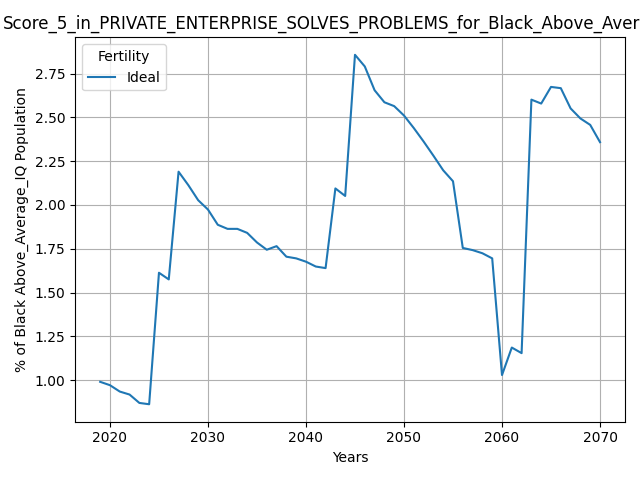 Score_5_in_PRIVATE_ENTERPRISE_SOLVES_PROBLEMS_for_Black_Above_Aver
Fertility
Ideal
% of Black Above_Average_IQ Population
2.75
2.50
2.25
2.00
1.75
1.50
1.25
1.00
2020 2030 2040 2050 2060 2070
Years